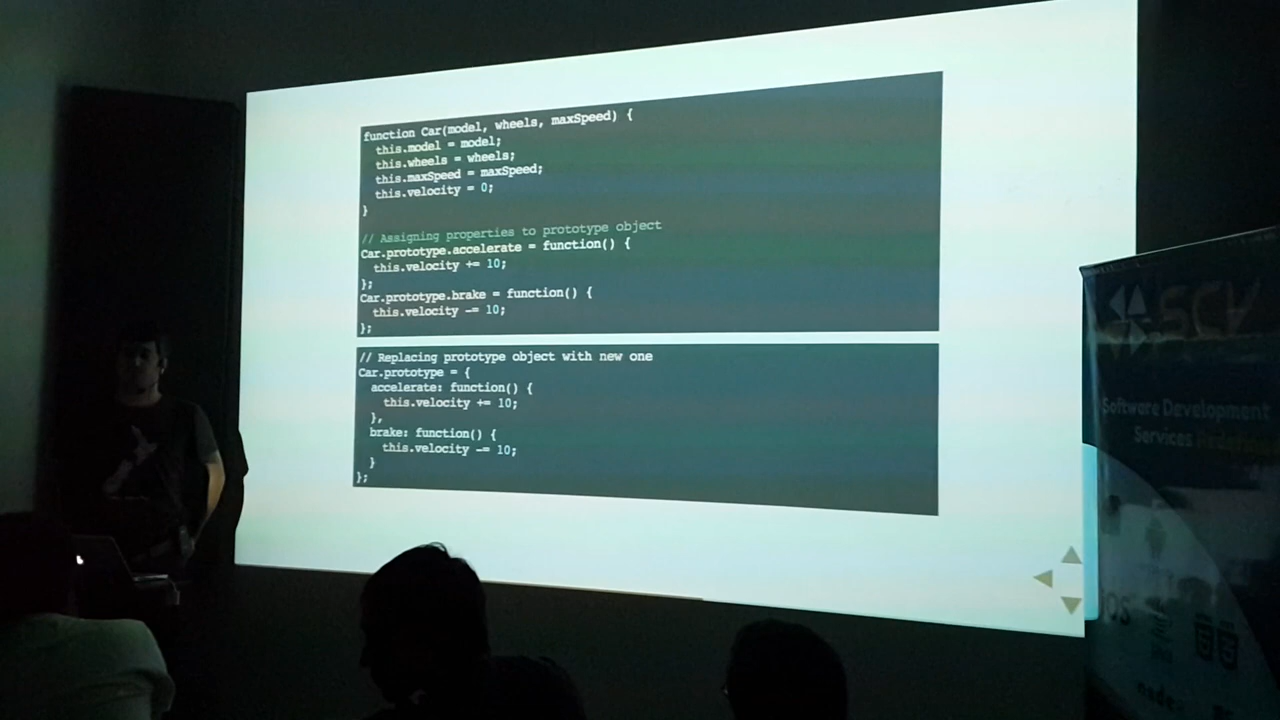 function Car(model, wheels, maxSpeed) {
  this.model = model;
  this.wheels = wheels;
  this.maxSpeed = maxSpeed;
  this.velocity = 0;
}
// Assigning properties to prototype object
Car.prototype.accelerate = function() {
  this.velocity += 10;
};
Car.prototype.brake = function() {
  this.velocity -= 10;
};
// Replacing prototype object with new one
Car.prototype = {
  accelerate: function() {
    this.velocity += 10;
  },
  brake: function() {
    this.velocity -= 10;
  }
};
Software Development
Services